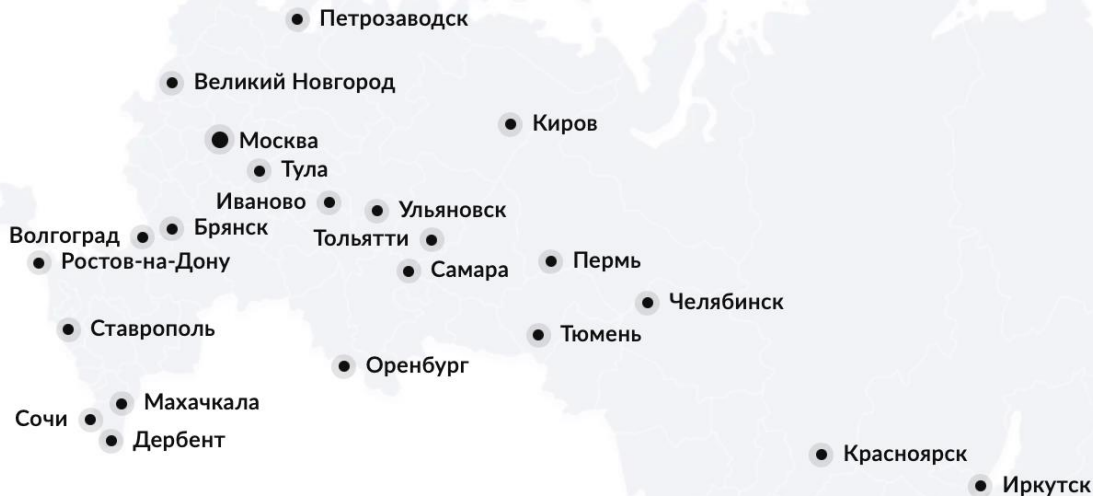 Петрозаводск
Великий Новгород
Киров
Москва
Тула
Иваново
Ульяновск
Брянск
Волгоград
Тольятти
Ростов-на-Дону
Пермь
Самара
Челябинск
Ставрополь
Тюмень
Оренбург
Махачкала
Сочи
Дербент
Красноярск
Иркутск